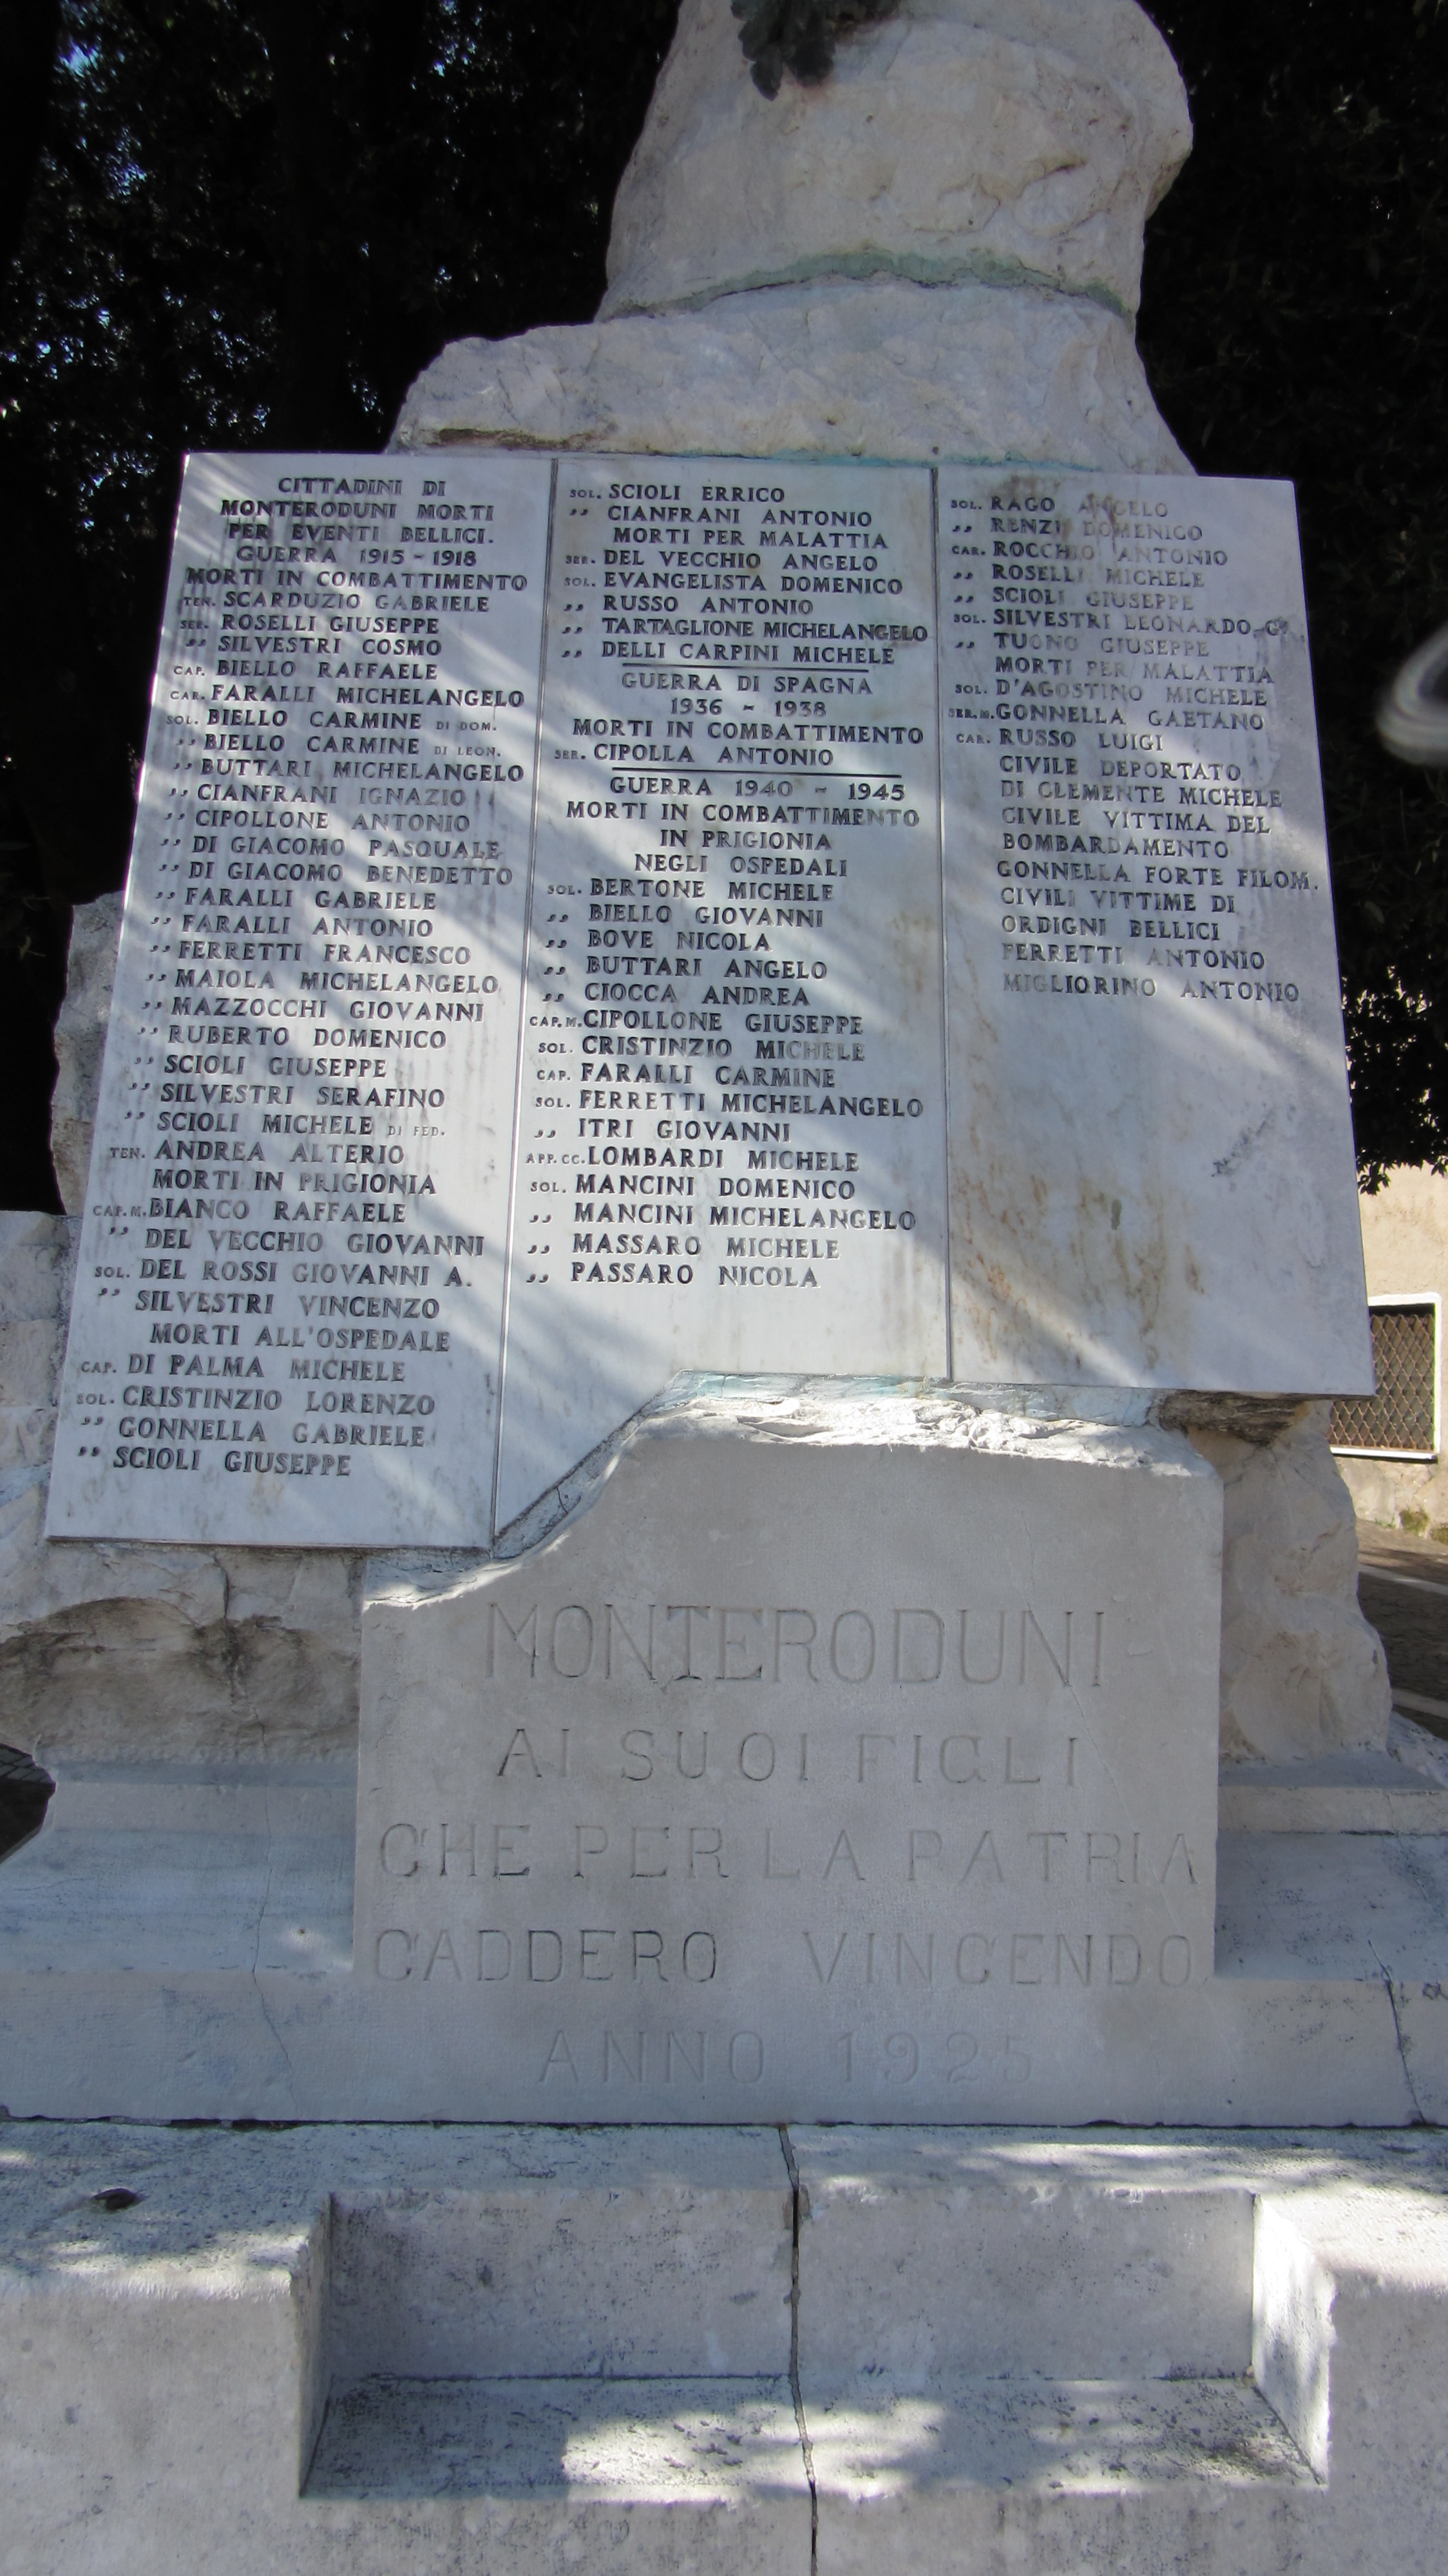 CITTADINI DI
MONTERODUNI MORTI
PER EVENTI BELLICI.
GUERRA 1915 - 1918
MORTI IN COMBATTIMENTO
TEN. SCARDUZIO GABRIELE
SER. ROSELLI GIUSEPPE
,, SILVESTRI COSMO
CAP. BIELLO RAFFAELE
CAR. FARALLI MICHELANGELO
SOL. BIELLO CARMINE DI DOM.
,, BIELLO CARMINE DI LEON.
,, BUTTARI MICHELANGELO
,, CIANFRANI IGNAZIO
,, CIPOLLONE ANTONIO
,, DI GIACOMO PASQUALE
,, DI GIACOMO BENEDETTO
,, FARALLI GABRIELE
,, FARALLI ANTONIO
,, FERRETTI FRANCESCO
,, MAIOLA MICHELANGELO
,, MAZZOCCHI GIOVANNI
,, RUBERTO DOMENICO
,, SCIOLI GIUSEPPE
,, SILVESTRI SERAFINO
,, SCIOLI MICHELE DI FED.
TEN. ANDREA ALTERIO
MORTI IN PRIGIONIA
CAP.M. BIANCO RAFFAELE
,, DEL VECCHIO GIOVANNI
SOL. DEL ROSSI GIOVANNI A.
,, SILVESTRI VINCENZO
MORTI ALL'OSPEDALE
CAP. DI PALMA MICHELE
SOL. CRISTINZIO LORENZO
,, GONNELLA GABRIELE
,, SCIOLI GIUSEPPE
SOL. SCIOLI ERRICO
,, CIANFRANI ANTONIO
MORTI PER MALATTIA
SER. DEL VECCHIO ANGELO
SOL. EVANGELISTA DOMENICO
,, RUSSO ANTONIO
,, TARTAGLIONE MICHELANGELO
,, DELLI CARPINI MICHELE
GUERRA DI SPAGNA
1936 - 1938
MORTI IN COMBATTIMENTO
SER. CIPOLLA ANTONIO
GUERRA 1940 - 1945
MORTI IN COMBATTIMENTO
IN PRIGIONIA
NEGLI OSPEDALI
SOL. BERTONE MICHELE
,, BIELLO GIOVANNI
,, BOVE NICOLA
,, BUTTARI ANGELO
,, CIOCCA ANDREA
CAP.M. CIPOLLONE GIUSEPPE
SOL. CRISTINZIO MICHELE
CAP. FARALLI CARMINE
SOL. FERRETTI MICHELANGELO
,, ITRI GIOVANNI
APP.CC. LOMBARDI MICHELE
SOL. MANCINI DOMENICO
,, MANCINI MICHELANGELO
,, MASSARO MICHELE
,, PASSARO NICOLA
SOL. RAGO ANGELO
,, RENZI DOMENICO
CAR. ROCCHIO ANTONIO
,, ROSELLI MICHELE
,, SCIOLI GIUSEPPE
SOL. SILVESTRI LEONARDO G.
,, TUONO GIUSEPPE
MORTI PER MALATTIA
SOL. D'AGOSTINO MICHELE
SER.M. GONNELLA GAETANO
CAR. RUSSO LUIGI
CIVILE DEPORTATO
DI CLEMENTE MICHELE
CIVILE VITTIMA DEL
BOMBARDAMENTO
GONNELLA FORTE FILOM.
CIVILI VITTIME DI
ORDIGNI BELLICI
FERRETTI ANTONIO
MIGLIORINO ANTONIO
MONTERODUNI
AI SUOI FIGLI
CHE PER LA PATRIA
CADDERO VINCENDO
ANNO 1925